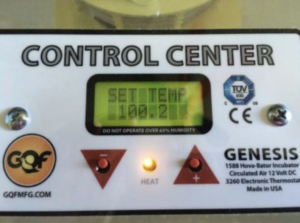 CONTROL CENTER
SET TEMP
100.2
DO NOT OPERATE OVER 65% HUMIDITY
TÜV
C US
GQF
GQFMFG.COM
-
HEAT
+
GENESIS
1588 Hova-Bator Incubator
Circulated Air 12 Volt DC
3260 Electronic Thermostat
Made in USA